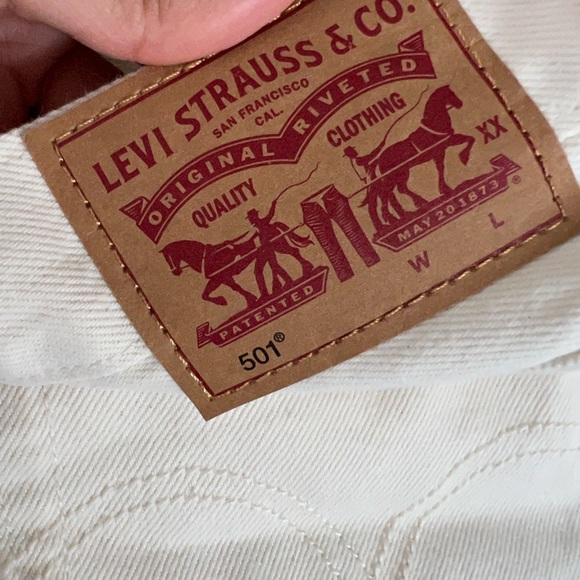 LEVI STRAUSS & CO.
SAN FRANCISCO
CAL.
ORIGINAL RIVETED
QUALITY CLOTHING
XX
PATENTED MAY 20 1873®
501® W L